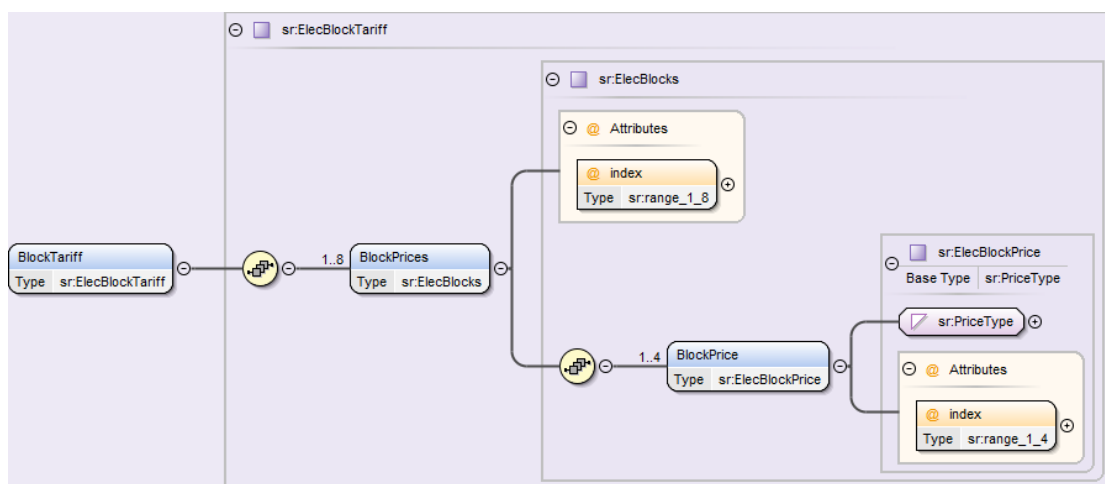 sr:ElecBlockTariff
sr:ElecBlocks
@ Attributes
@ index
Type sr:range_1_8
BlockTariff
Type sr:ElecBlockTariff
1..8
BlockPrices
Type sr:ElecBlocks
sr:ElecBlockPrice
Base Type sr:PriceType
sr:PriceType
1..4
BlockPrice
Type sr:ElecBlockPrice
@ Attributes
@ index
Type sr:range_1_4